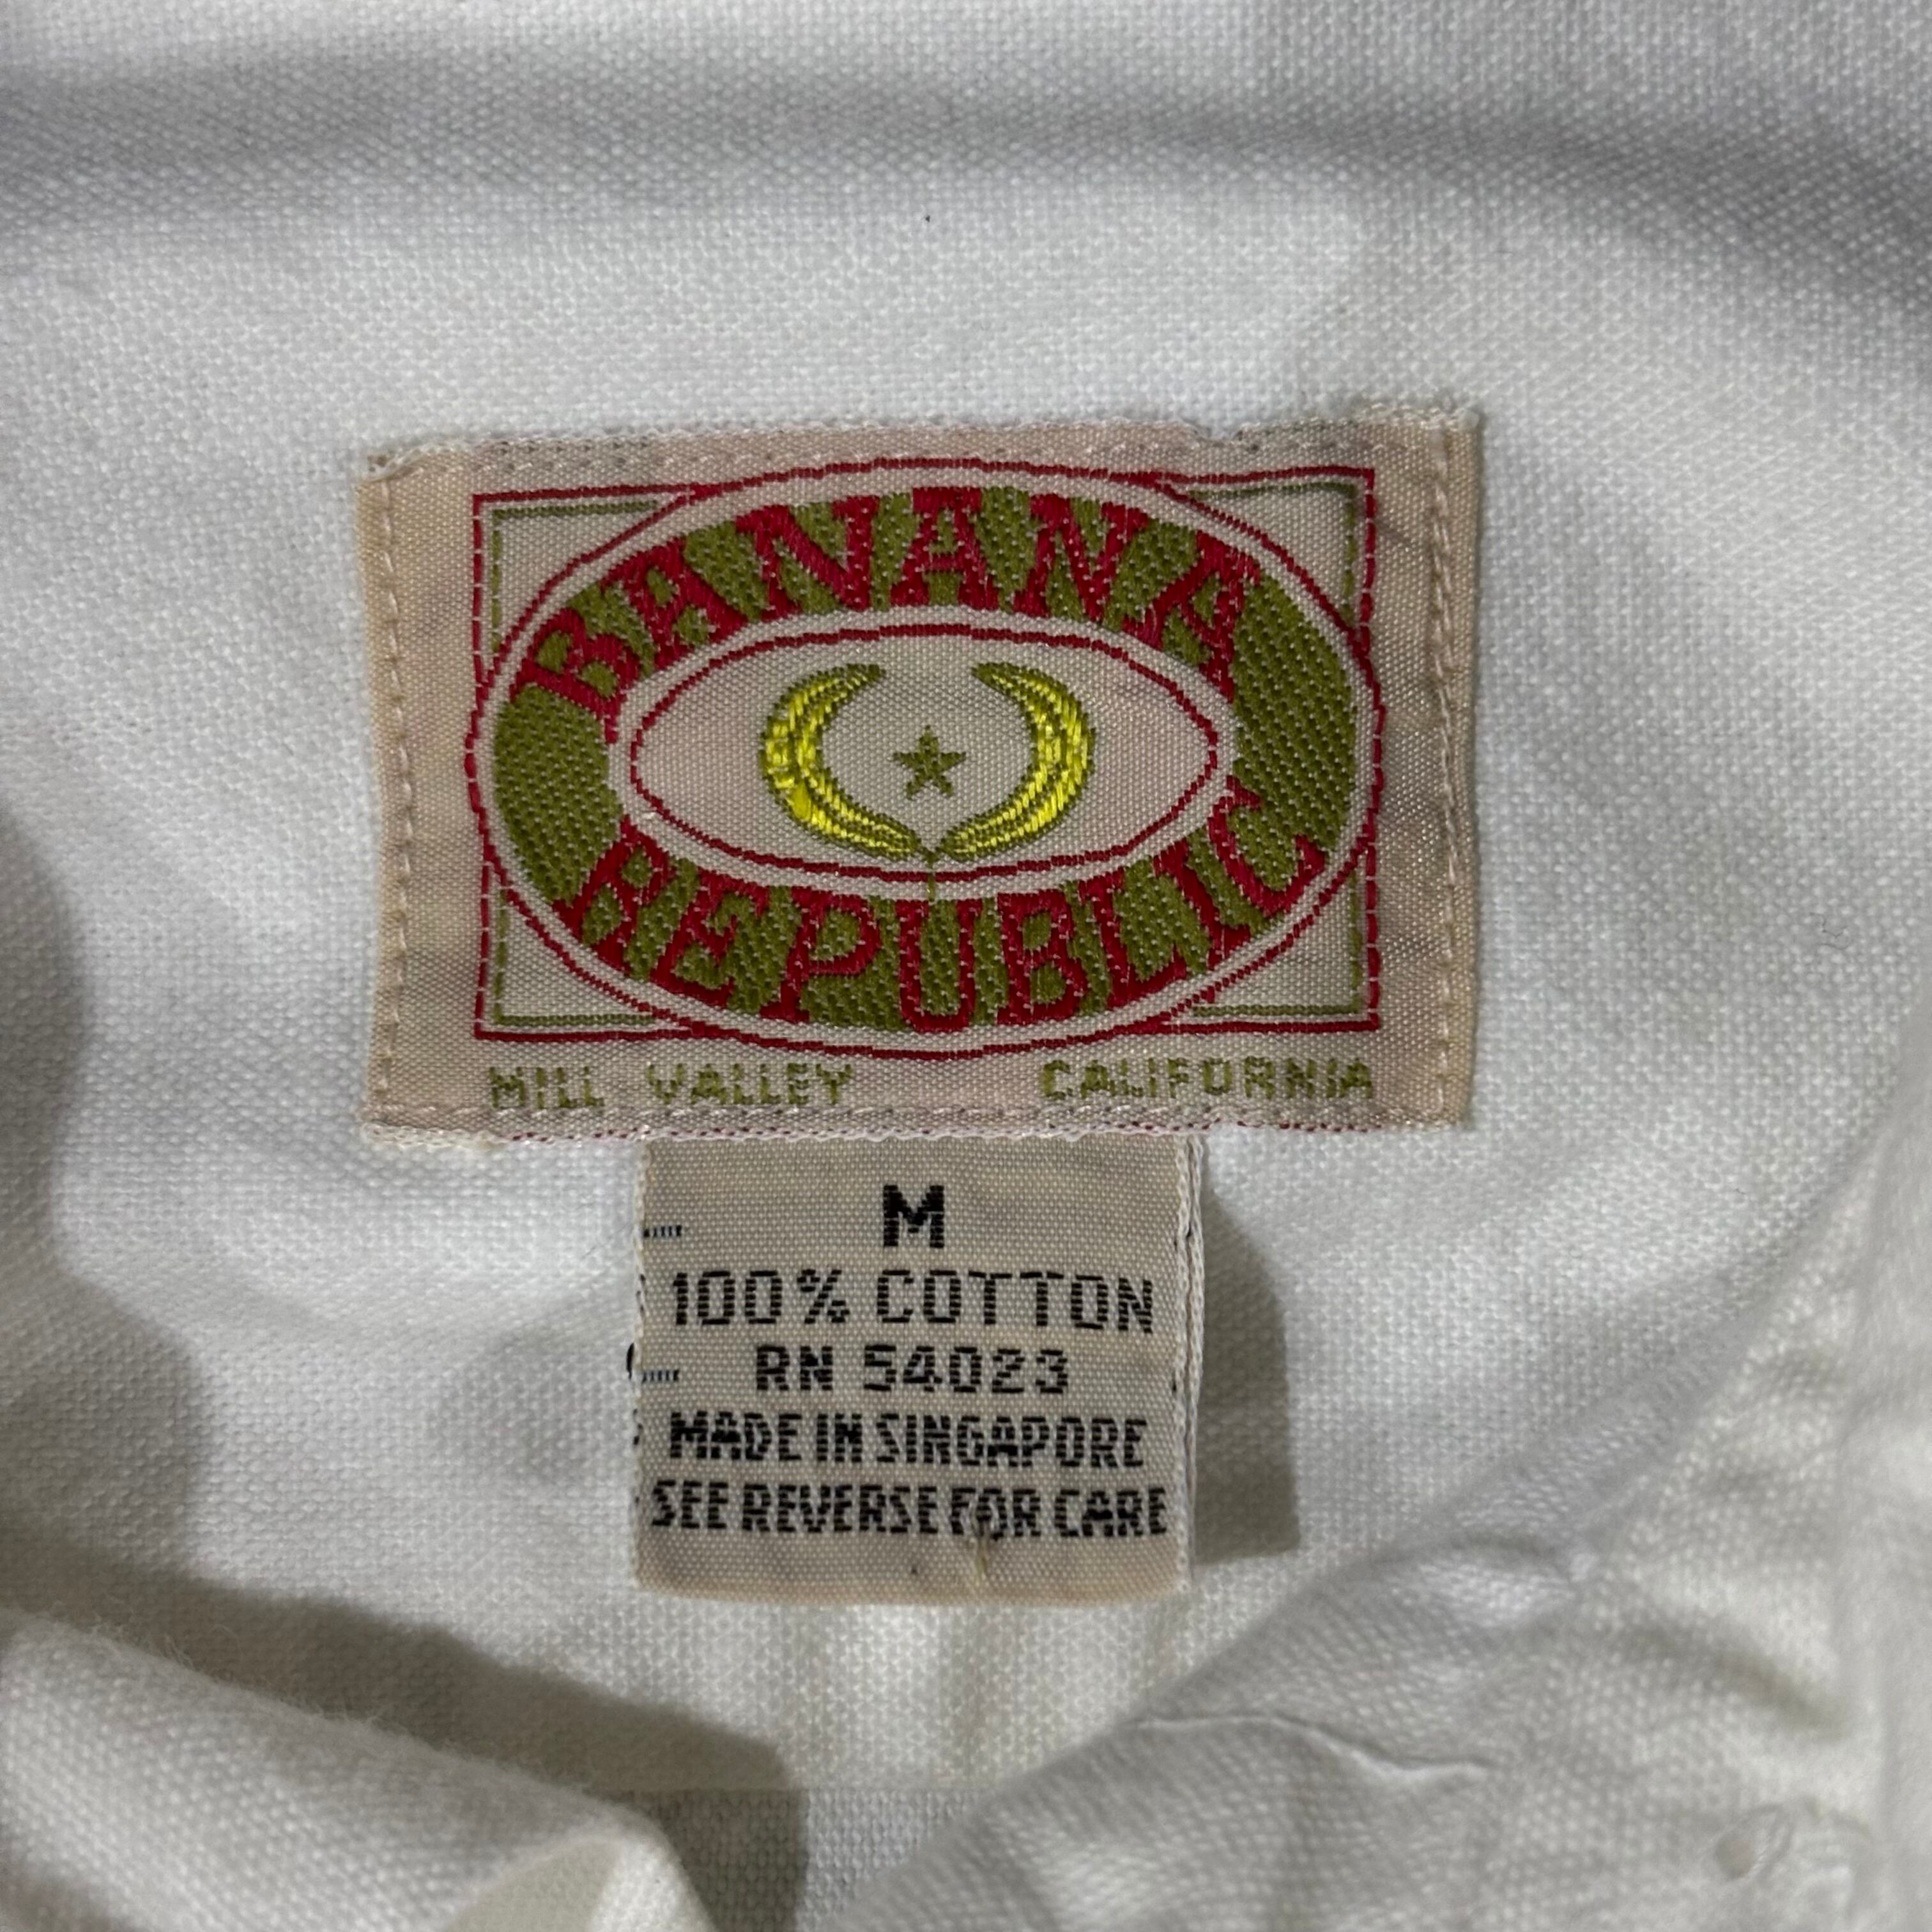 BANANA
REPUBLIC
MILL VALLEY CALIFORNIA
M
100% COTTON
RN 54023
MADE IN SINGAPORE
SEE REVERSE FOR CARE